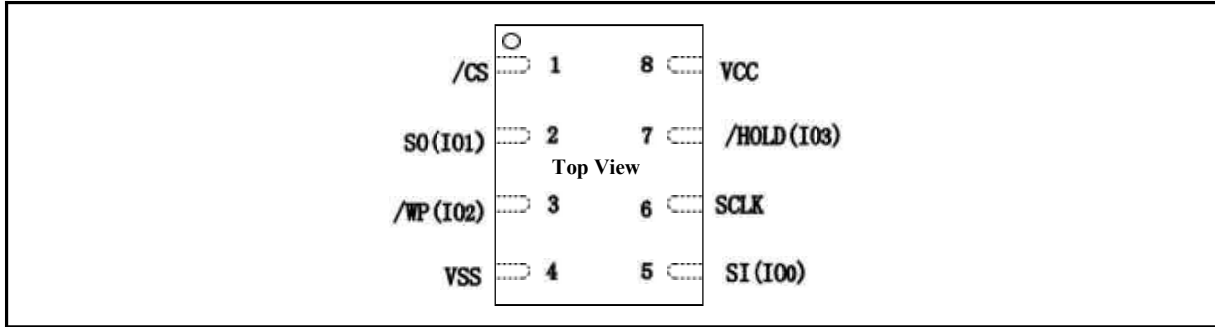 /CS 1 8 VCC
SO(IO1) 2 7 /HOLD(IO3)
Top View
/WP(IO2) 3 6 SCLK
VSS 4 5 SI(IO0)